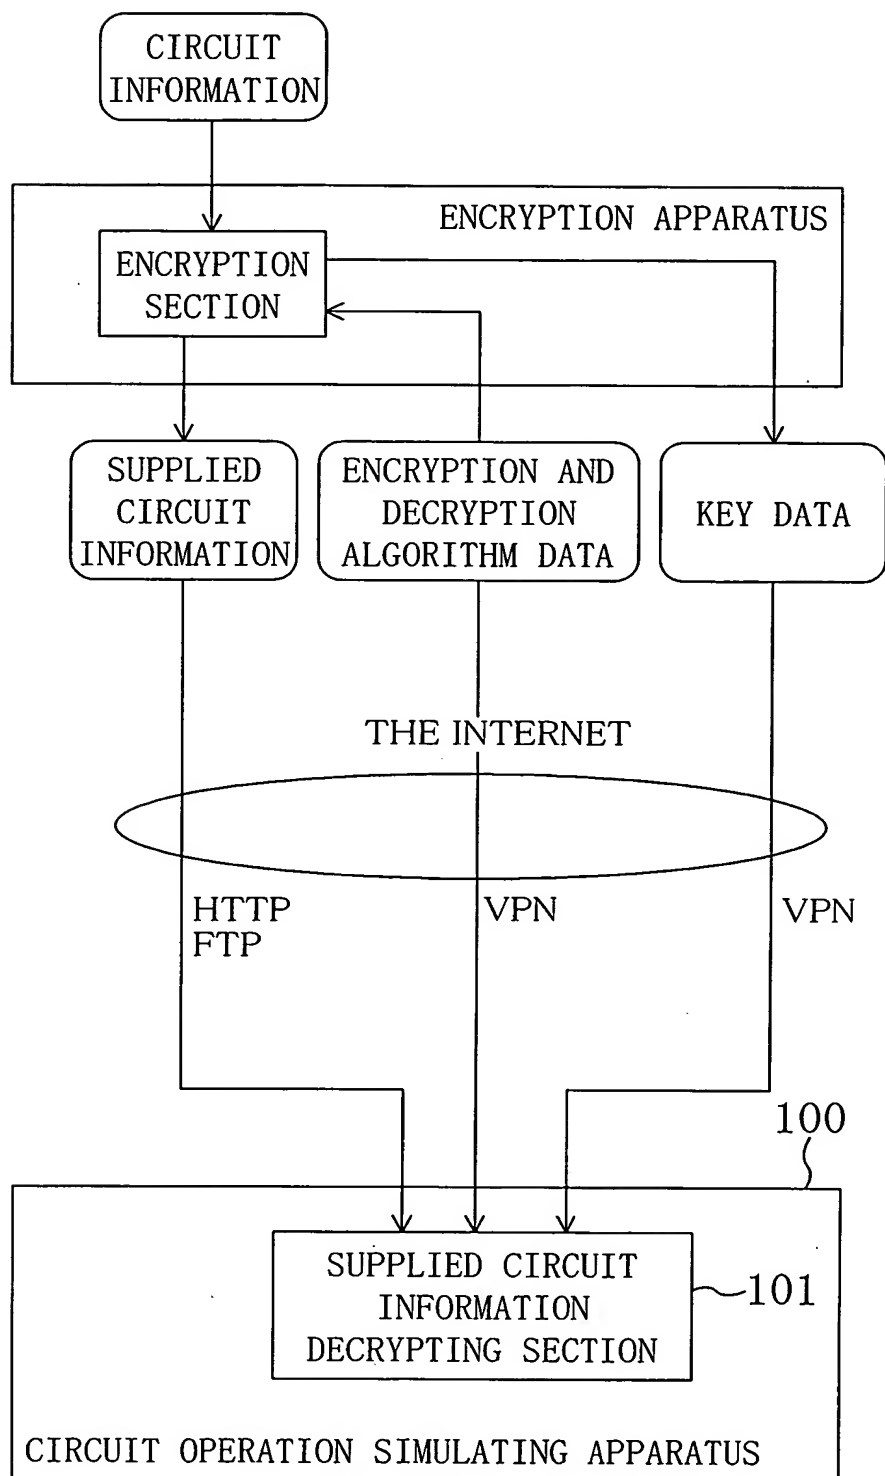 CIRCUIT
INFORMATION
ENCRYPTION APPARATUS
ENCRYPTION
SECTION
SUPPLIED
CIRCUIT
INFORMATION
ENCRYPTION AND
DECRYPTION
ALGORITHM DATA
KEY DATA
THE INTERNET
HTTP
FTP
VPN
VPN
100
SUPPLIED CIRCUIT
INFORMATION
DECRYPTING SECTION
101
CIRCUIT OPERATION SIMULATING APPARATUS